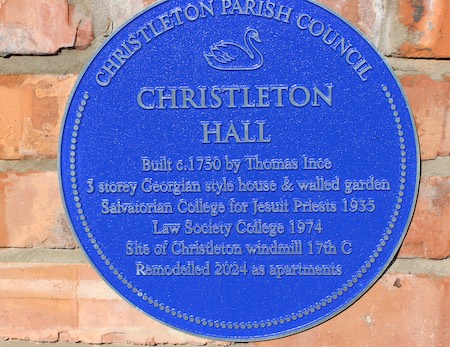 CHRISTLETON PARISH COUNCIL
CHRISTLETON
HALL
Built c.1750 by Thomas Ince
3 storey Georgian style house & walled garden
Salvatorian College for Jesuit Priests 1935
Law Society College 1974
Site of Christleton windmill 17th C
Remodelled 2024 as apartments